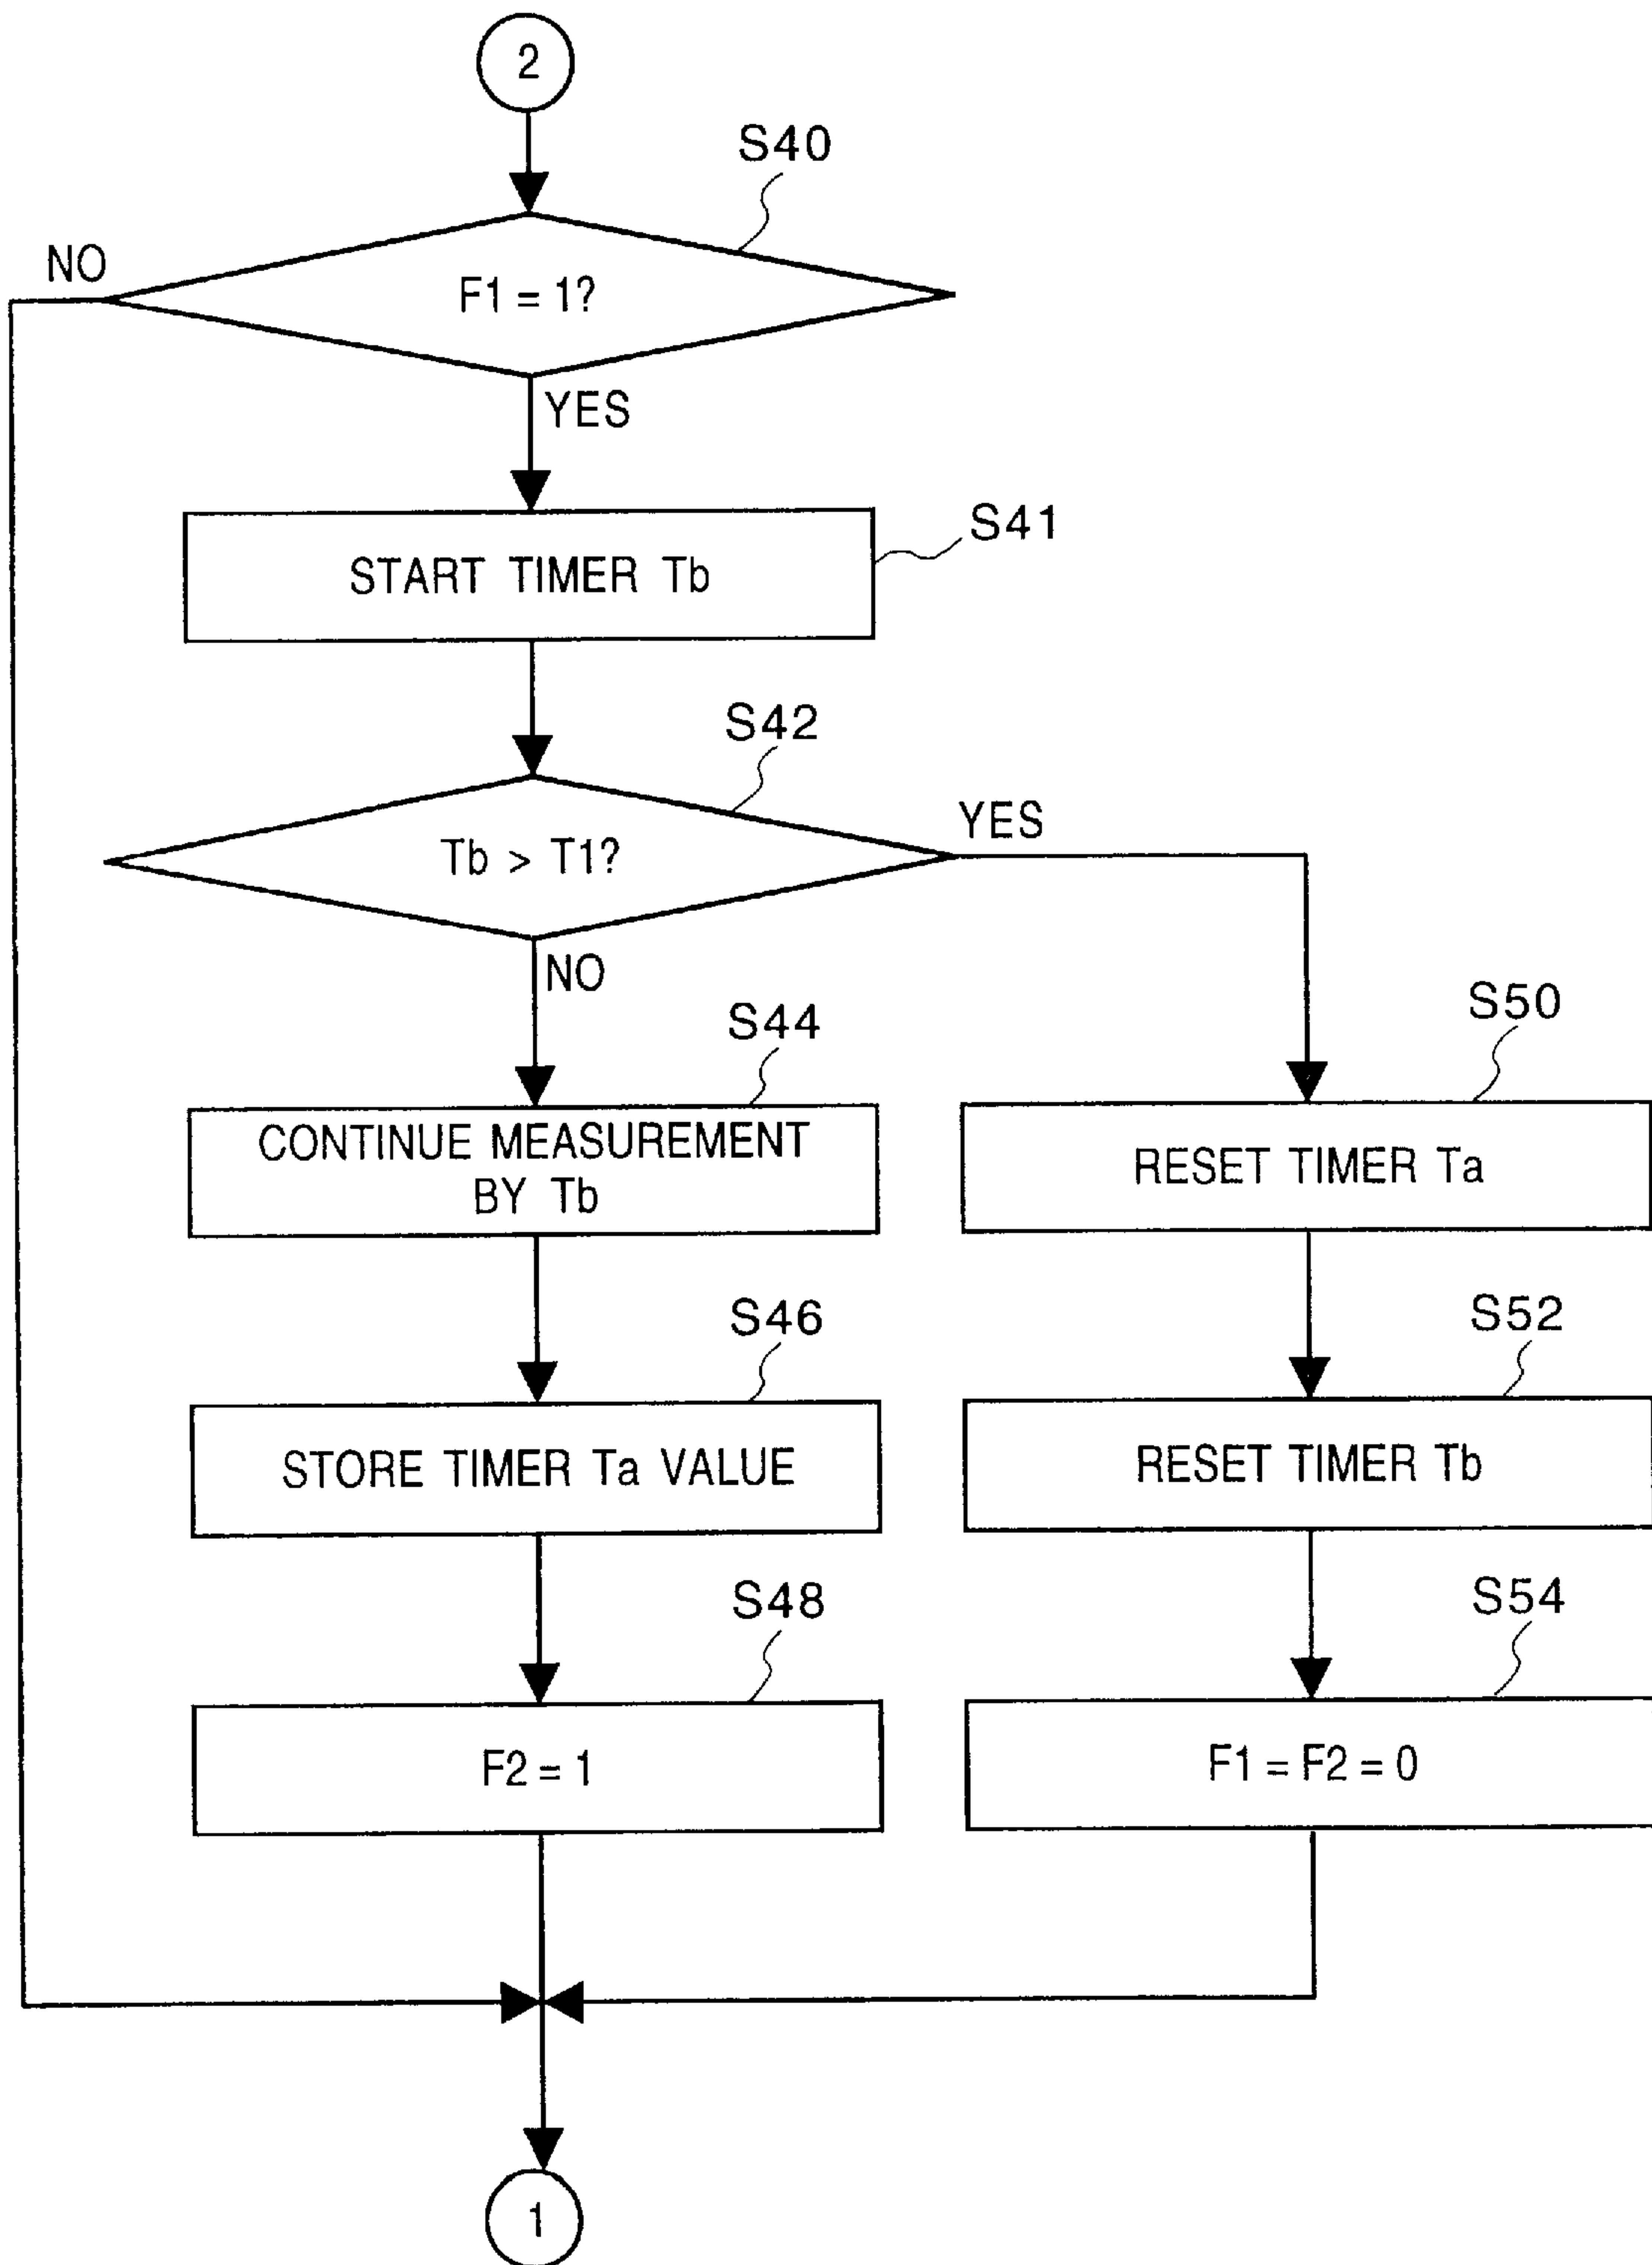 2
S40
NO
F1 = 1?
YES
S41
START TIMER Tb
S42
YES
Tb > T1?
NO
S44
CONTINUE MEASUREMENT
BY Tb
S50
RESET TIMER Ta
S46
STORE TIMER Ta VALUE
S52
RESET TIMER Tb
S48
F2 = 1
S54
F1 = F2 = 0
1